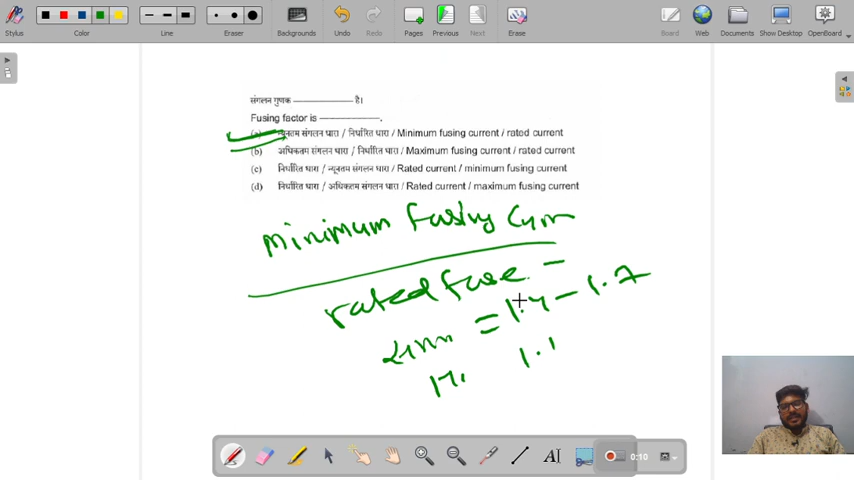 Stylus
Color
Line
Eraser
Backgrounds
Undo
Redo
Pages
Previous
Next
Erase
Board
Web
Documents
Show Desktop
OpenBoard
संगलन गुणक ——————— है।
Fusing factor is ———————.
(a) न्यूनतम संगलन धारा / निर्धारित धारा / Minimum fusing current / rated current
(b) अधिकतम संगलन धारा / निर्धारित धारा / Maximum fusing current / rated current
(c) निर्धारित धारा / न्यूनतम संगलन धारा / Rated current / minimum fusing current
(d) निर्धारित धारा / अधिकतम संगलन धारा / Rated current / maximum fusing current
minimum fusing
rated fuse =
= 1.4 - 1.7
1.1
0:10